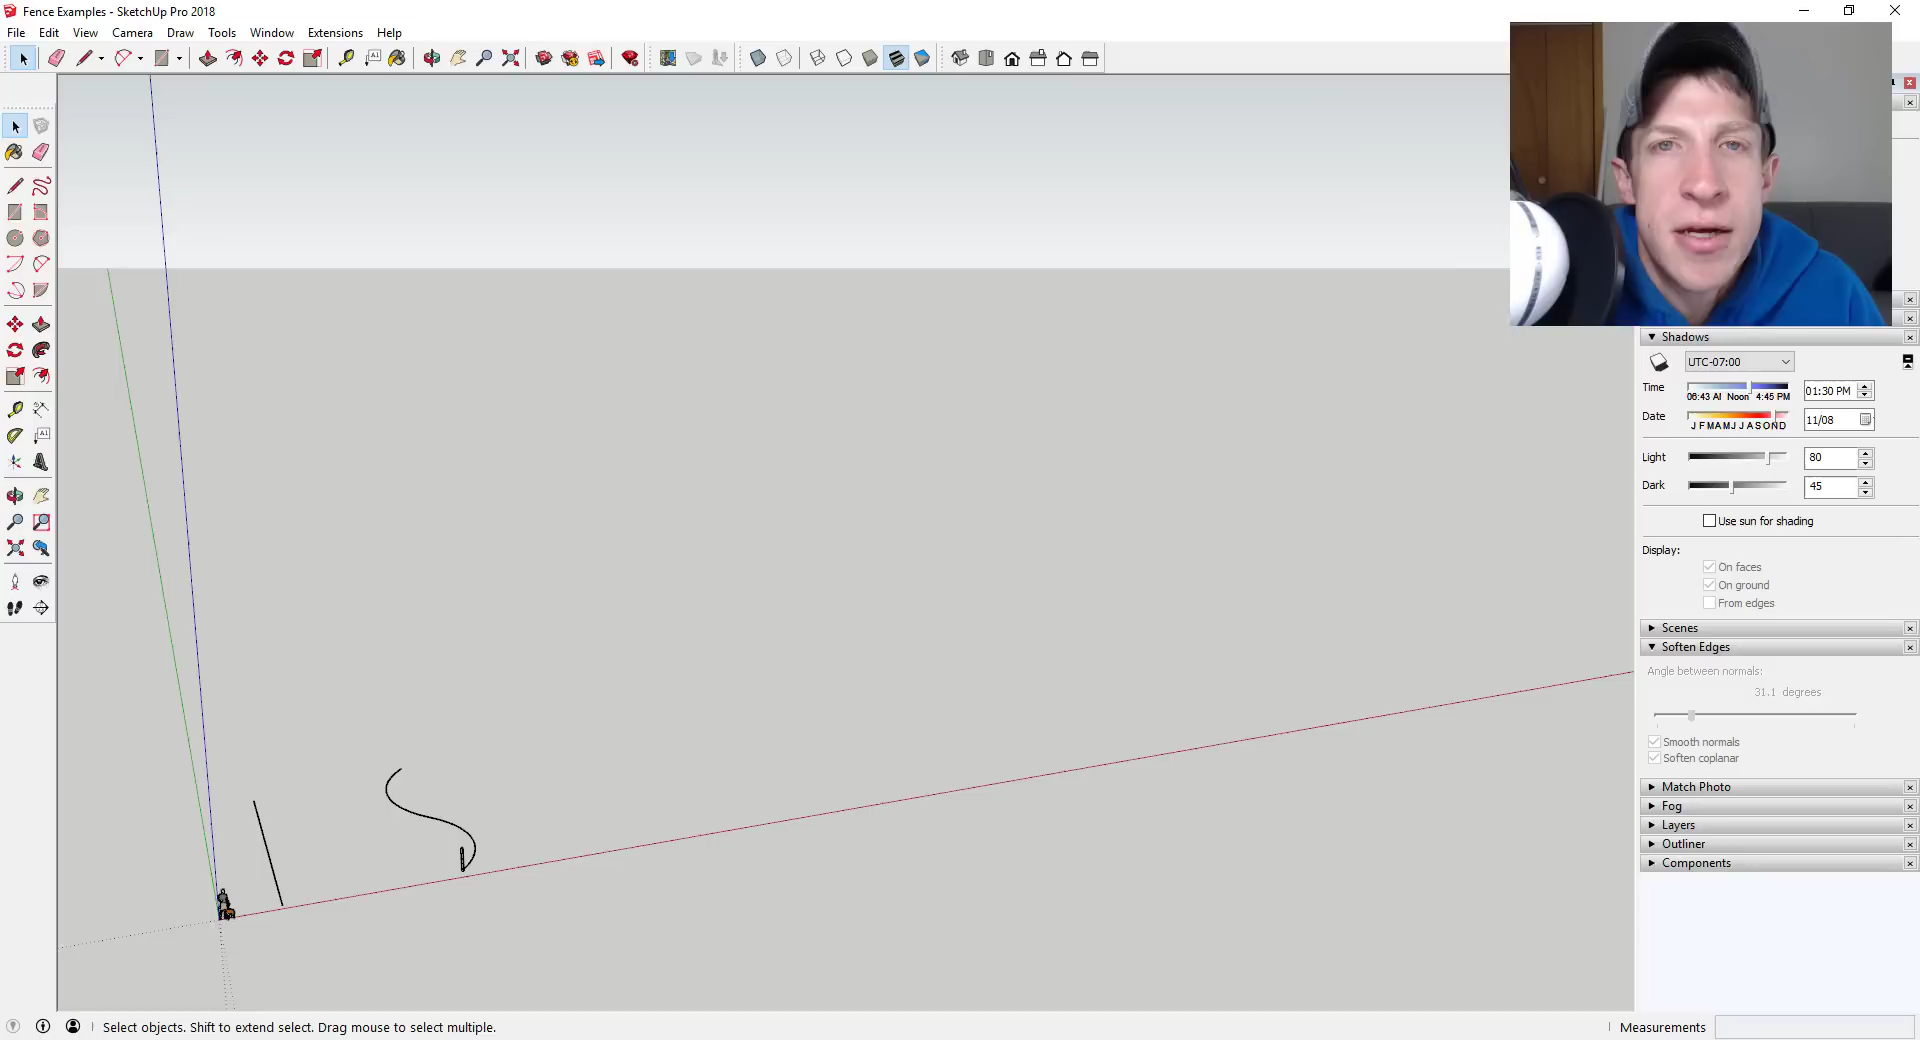 Fence Examples - SketchUp Pro 2018
File Edit View Camera Draw Tools Window Extensions Help
Shadows
UTC-07:00
Time
06:43 AI Noon 4:45 PM
01:30 PM
Date
J F M A M J J A S O N D
11/08
Light
80
Dark
45
Use sun for shading
Display:
On faces
On ground
From edges
Scenes
Soften Edges
Angle between normals:
31.1 degrees
Smooth normals
Soften coplanar
Match Photo
Fog
Layers
Outliner
Components
Select objects. Shift to extend select. Drag mouse to select multiple.
Measurements